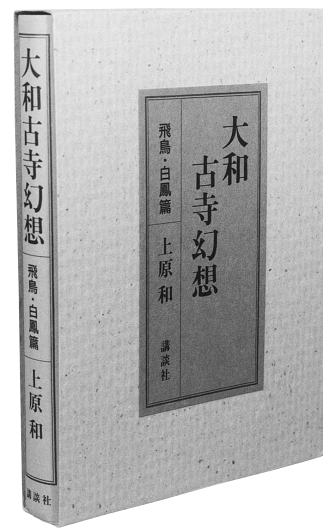 大和古寺幻想
飛鳥・白鳳篇
上原和
講談社
大和
古寺幻想
飛鳥・白鳳篇
上原和
講談社